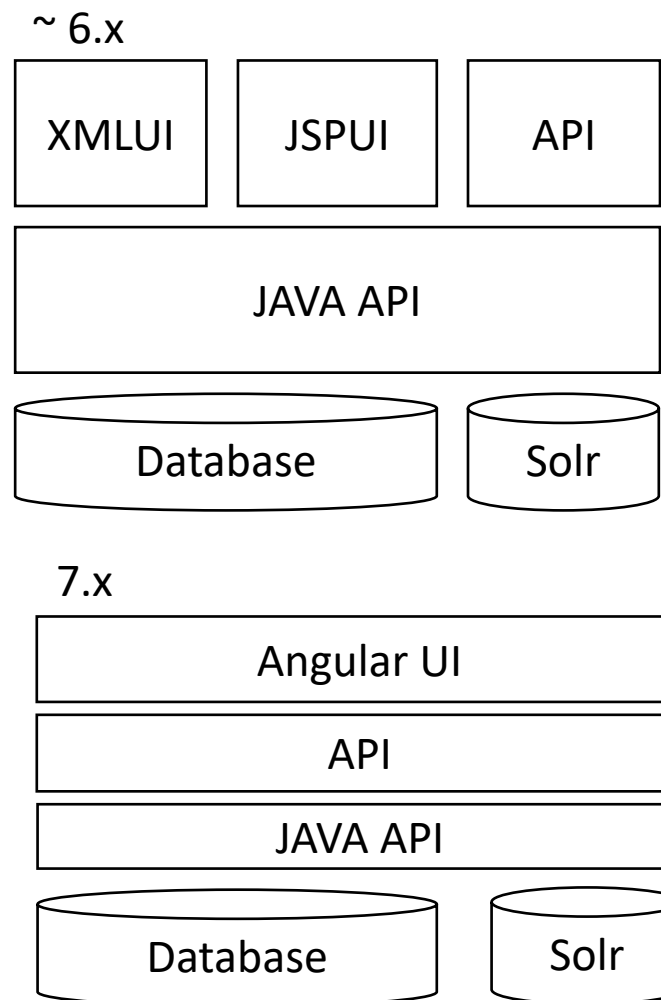 ~ 6.x
XMLUI JSPUI API
JAVA API
Database Solr
7.x
Angular UI
API
JAVA API
Database Solr